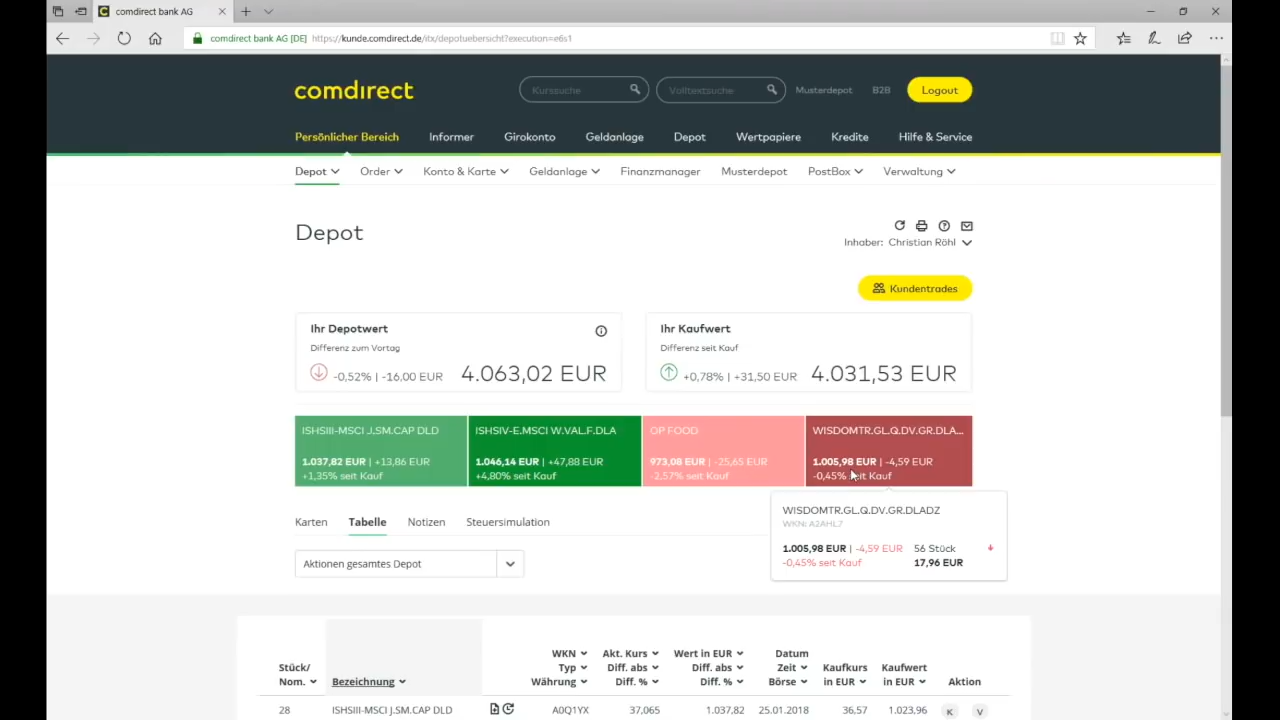 comdirect bank AG
comdirect bank AG [DE] https://kunde.comdirect.de/itx/depotuebersicht?execution=e6s1
comdirect
Kurssuche
Volltextsuche
Musterdepot
B2B
Logout
Persönlicher Bereich
Informer
Girokonto
Geldanlage
Depot
Wertpapiere
Kredite
Hilfe & Service
Depot
Order
Konto & Karte
Geldanlage
Finanzmanager
Musterdepot
PostBox
Verwaltung
Depot
Inhaber: Christian Röhl
Kundentrades
Ihr Depotwert
Differenz zum Vortag
-0,52% | -16,00 EUR
4.063,02 EUR
Ihr Kaufwert
Differenz seit Kauf
+0,78% | +31,50 EUR
4.031,53 EUR
ISHSIII-MSCI J.SM.CAP DLD
1.037,82 EUR | +13,86 EUR
+1,35% seit Kauf
ISHSIV-E.MSCI W.VAL.F.DLA
1.046,14 EUR | +47,88 EUR
+4,80% seit Kauf
OP FOOD
973,08 EUR | -25,65 EUR
-2,57% seit Kauf
WISDOMTR.GL.Q.DV.GR.DLA...
1.005,98 EUR | -4,59 EUR
-0,45% seit Kauf
WISDOMTR.GL.Q.DV.GR.DLADZ
WKN: A2AHL7
1.005,98 EUR | -4,59 EUR 56 Stück
-0,45% seit Kauf 17,96 EUR
Karten
Tabelle
Notizen
Steuersimulation
Aktionen gesamtes Depot
Stück/
Nom.
Bezeichnung
WKN
Typ
Währung
Akt. Kurs
Diff. abs
Diff. %
Wert in EUR
Diff. abs
Diff. %
Datum
Zeit
Börse
Kaufkurs
in EUR
Kaufwert
in EUR
Aktion
28 ISHSIII-MSCI J.SM.CAP DLD A0Q1YX 37,065 1.037,82 25.01.2018 36,57 1.023,96 K V